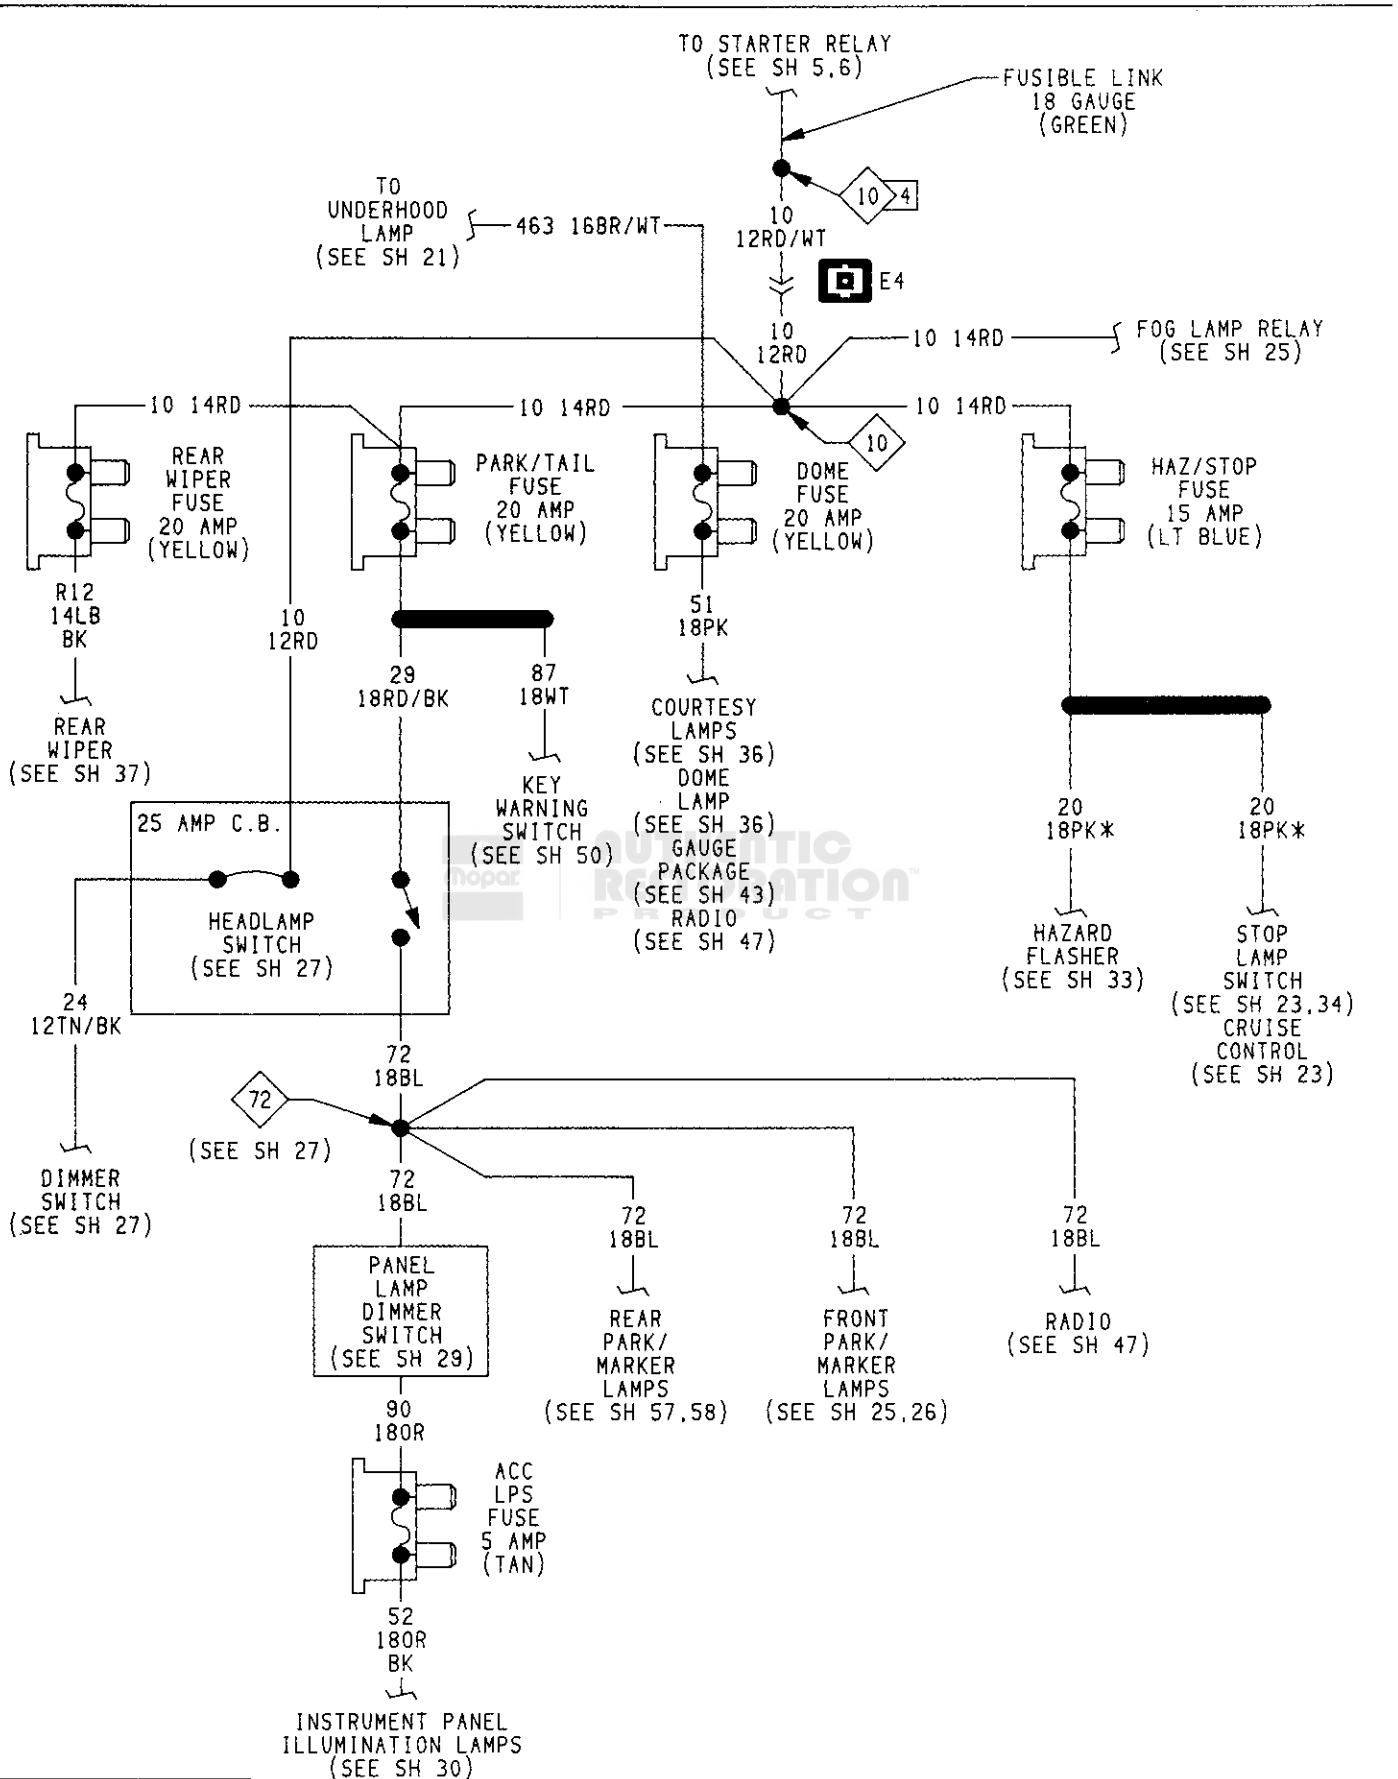 TO STARTER RELAY
(SEE SH 5,6)
FUSIBLE LINK
18 GAUGE
(GREEN)
10 4
TO
UNDERHOOD
LAMP
(SEE SH 21)
463 16BR/WT
10
12RD/WT
E4
10
12RD
10 14RD
FOG LAMP RELAY
(SEE SH 25)
10 14RD
10 14RD
10 14RD
10
REAR
WIPER
FUSE
20 AMP
(YELLOW)
PARK/TAIL
FUSE
20 AMP
(YELLOW)
DOME
FUSE
20 AMP
(YELLOW)
HAZ/STOP
FUSE
15 AMP
(LT BLUE)
R12
14LB
BK
10
12RD
29
18RD/BK
87
18WT
51
18PK
REAR
WIPER
(SEE SH 37)
KEY
WARNING
SWITCH
(SEE SH 50)
COURTESY
LAMPS
(SEE SH 36)
DOME
LAMP
(SEE SH 36)
GAUGE
PACKAGE
(SEE SH 43)
RADIO
(SEE SH 47)
Mopar
AUTHENTIC
RESTORATION™
PRODUCT
20
18PK*
20
18PK*
HAZARD
FLASHER
(SEE SH 33)
STOP
LAMP
SWITCH
(SEE SH 23,34)
CRUISE
CONTROL
(SEE SH 23)
25 AMP C.B.
HEADLAMP
SWITCH
(SEE SH 27)
24
12TN/BK
DIMMER
SWITCH
(SEE SH 27)
72
18BL
72
(SEE SH 27)
72
18BL
72
18BL
72
18BL
72
18BL
PANEL
LAMP
DIMMER
SWITCH
(SEE SH 29)
REAR
PARK/
MARKER
LAMPS
(SEE SH 57,58)
FRONT
PARK/
MARKER
LAMPS
(SEE SH 25,26)
RADIO
(SEE SH 47)
90
18OR
ACC
LPS
FUSE
5 AMP
(TAN)
52
18OR
BK
INSTRUMENT PANEL
ILLUMINATION LAMPS
(SEE SH 30)